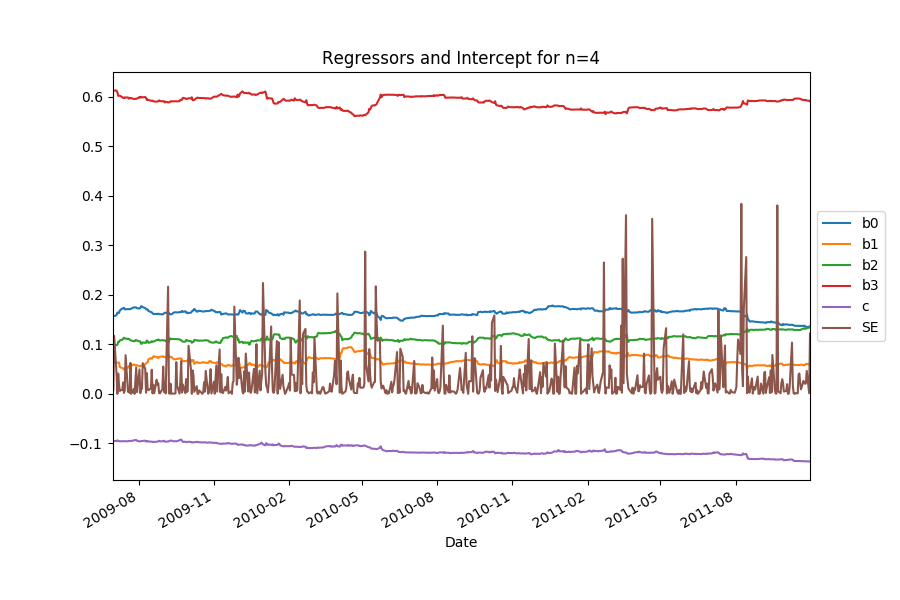 Regressors and Intercept for n=4
0.6
0.5
0.4
0.3
0.2
0.1
0.0
−0.1
2009-08
2009-11
2010-02
2010-05
2010-08
2010-11
2011-02
2011-05
2011-08
Date
b0
b1
b2
b3
c
SE